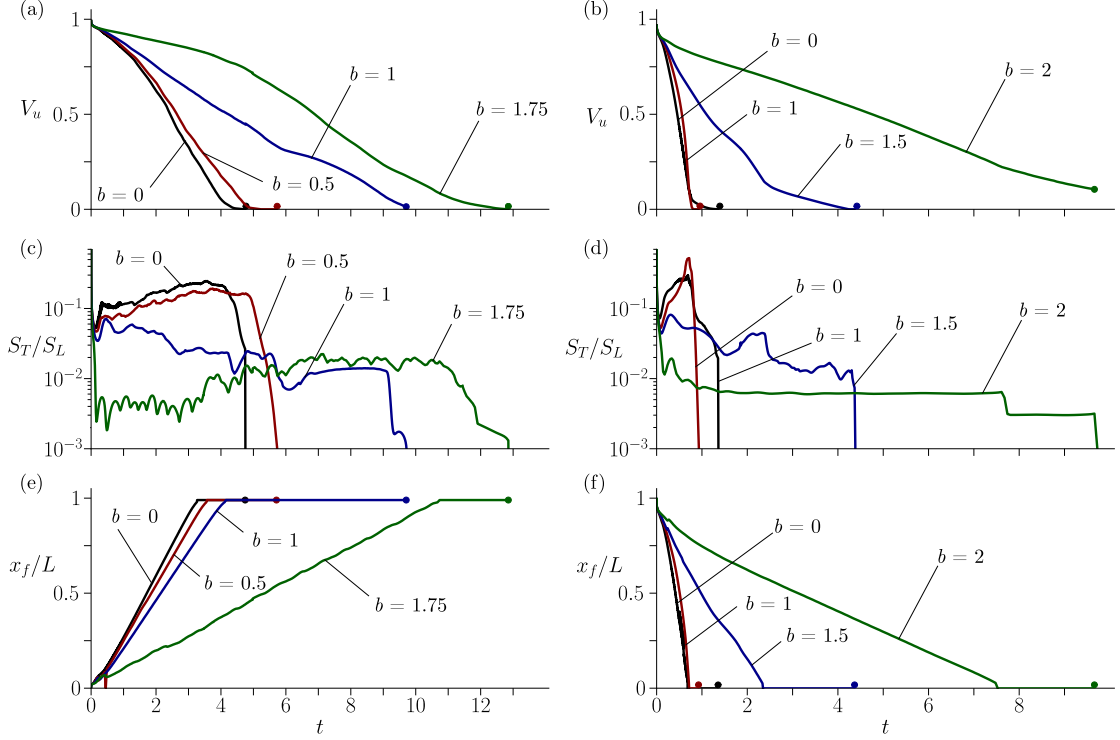 (a)
1
0.5
0
V_u
b = 1
b = 1.75
b = 0.5
b = 0
(b)
1
0.5
0
V_u
b = 0
b = 2
b = 1
b = 1.5
(c)
10^{-1}
10^{-2}
10^{-3}
S_T/S_L
b = 0
b = 0.5
b = 1
b = 1.75
(d)
10^{-1}
10^{-2}
10^{-3}
S_T/S_L
b = 0
b = 1.5
b = 2
b = 1
(e)
1
0.5
0
x_f/L
b = 0
b = 1
b = 0.5
b = 1.75
0 2 4 6 8 10 12
t
(f)
1
0.5
0
x_f/L
b = 0
b = 2
b = 1
b = 1.5
0 2 4 6 8
t